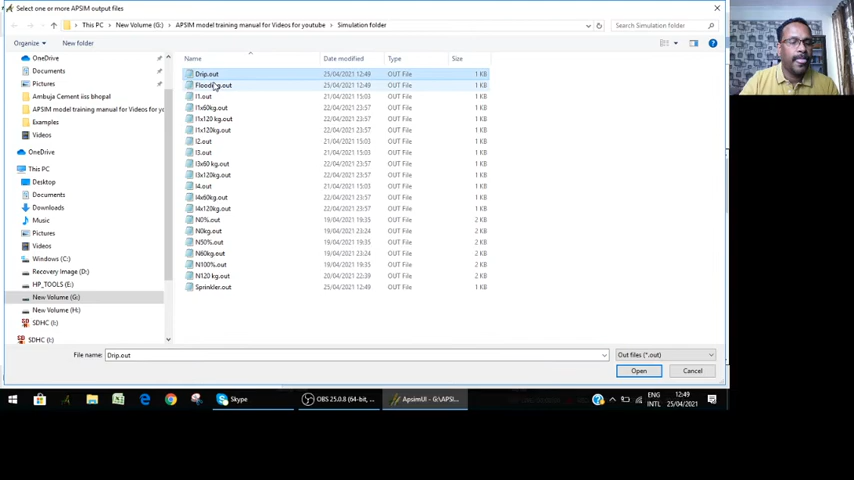 Select one or more APSIM output files
This PC > New Volume (G:) > APSIM model training manual for Videos for youtube > Simulation folder
Search Simulation folder
Organize
New folder
Name Date modified Type Size
OneDrive
Documents
Pictures
Ambuja Cement iiss bhopal
APSIM model training manual for Videos for yo
Examples
Videos
OneDrive
This PC
Desktop
Documents
Downloads
Music
Pictures
Videos
Windows (C:)
Recovery Image (D:)
HP_TOOLS (E:)
New Volume (G:)
New Volume (H:)
SDHC (I:)
SDHC (I:)
Drip.out 25/04/2021 12:49 OUT File 1 KB
Flooding.out 25/04/2021 12:49 OUT File 1 KB
I1.out 21/04/2021 15:03 OUT File 1 KB
I1x60kg.out 22/04/2021 23:57 OUT File 1 KB
I1x120 kg.out 22/04/2021 23:57 OUT File 1 KB
I1x120kg.out 22/04/2021 23:57 OUT File 1 KB
I2.out 21/04/2021 15:03 OUT File 1 KB
I3.out 21/04/2021 15:03 OUT File 1 KB
I3x60 kg.out 22/04/2021 23:57 OUT File 1 KB
I3x120kg.out 22/04/2021 23:57 OUT File 1 KB
I4.out 21/04/2021 15:03 OUT File 1 KB
I4x60kg.out 22/04/2021 23:57 OUT File 1 KB
I4x120kg.out 22/04/2021 23:57 OUT File 1 KB
N0%.out 19/04/2021 19:35 OUT File 2 KB
N0kg.out 19/04/2021 23:24 OUT File 2 KB
N50%.out 19/04/2021 19:35 OUT File 2 KB
N60kg.out 19/04/2021 23:24 OUT File 2 KB
N100%.out 19/04/2021 19:35 OUT File 2 KB
N120 kg.out 20/04/2021 22:39 OUT File 2 KB
Sprinkler.out 25/04/2021 12:49 OUT File 1 KB
File name: Drip.out
Out files (*.out)
Open
Cancel
Skype
OBS 25.0.8 (64-bit, ...
ApsimUI - G:\APSI...
ENG
INTL
12:49
25/04/2021